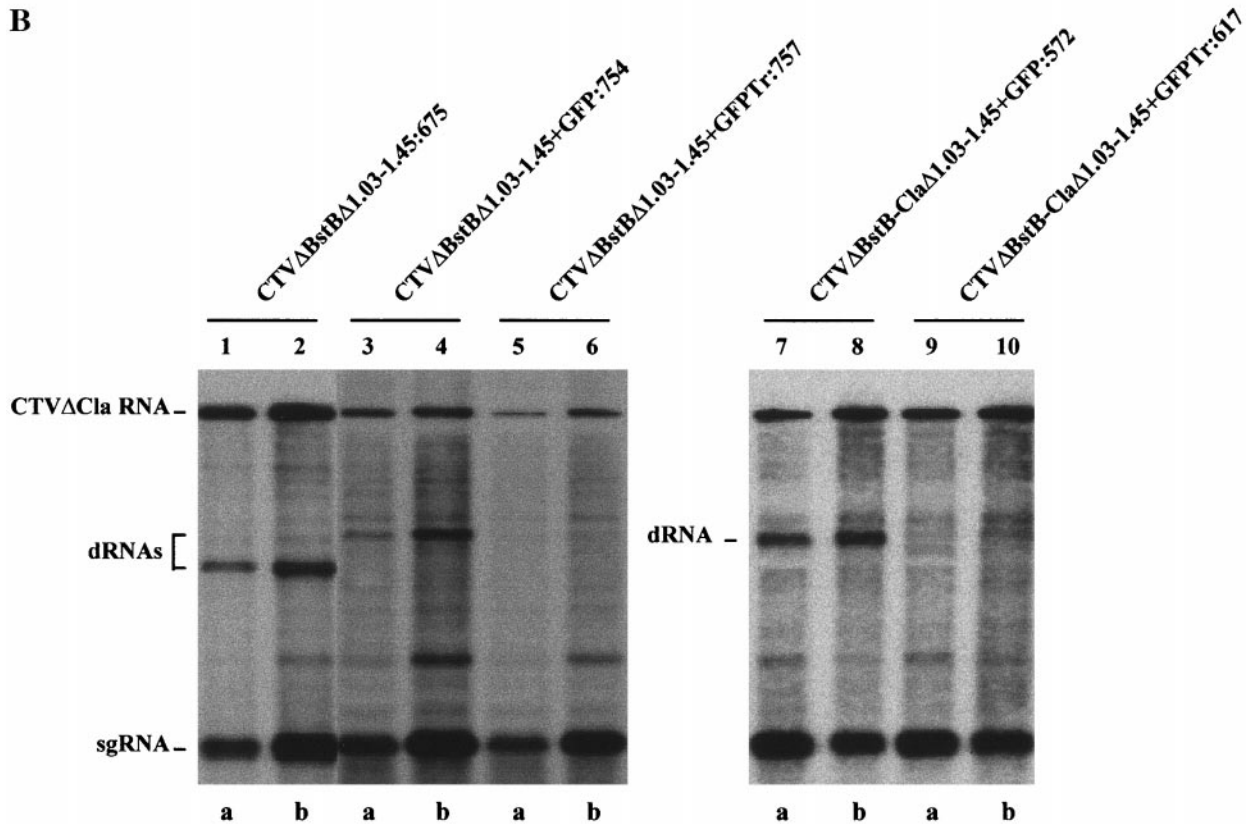 B
CTVΔBstBΔ1.03-1.45:675
CTVΔBstBΔ1.03-1.45+GFP:754
CTVΔBstBΔ1.03-1.45+GFPTr:757
CTVΔBstB-ClaΔ1.03-1.45+GFP:572
CTVΔBstB-ClaΔ1.03-1.45+GFPTr:617
1 2 3 4 5 6 7 8 9 10
CTVΔCla RNA
dRNAs
dRNA
sgRNA
a b a b a b a b a b